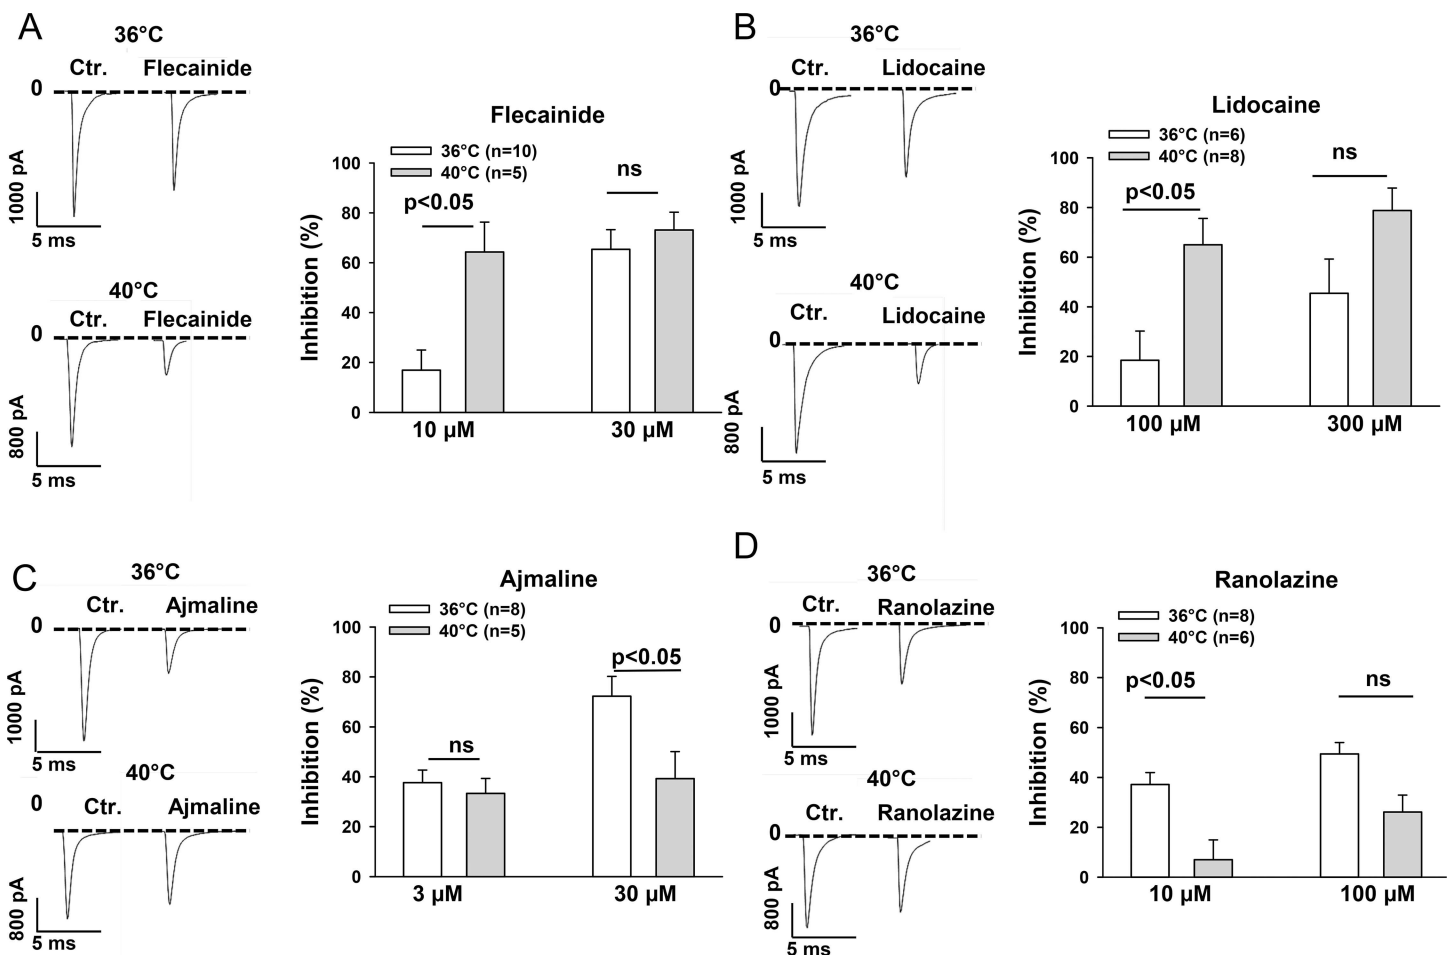 A
36°C
Ctr. Flecainide
0
1000 pA
5 ms
40°C
Ctr. Flecainide
0
800 pA
5 ms
Flecainide
36°C (n=10)
40°C (n=5)
p<0.05
ns
Inhibition (%)
100
80
60
40
20
0
10 µM
30 µM
B
36°C
Ctr. Lidocaine
0
1000 pA
5 ms
40°C
Ctr. Lidocaine
0
800 pA
5 ms
Lidocaine
36°C (n=6)
40°C (n=8)
p<0.05
ns
Inhibition (%)
100
80
60
40
20
0
100 µM
300 µM
C
36°C
Ctr. Ajmaline
0
1000 pA
5 ms
40°C
0
Ctr. Ajmaline
800 pA
5 ms
Ajmaline
36°C (n=8)
40°C (n=5)
ns
p<0.05
Inhibition (%)
100
80
60
40
20
0
3 µM
30 µM
D
36°C
Ctr. Ranolazine
0
1000 pA
5 ms
40°C
Ctr. Ranolazine
0
800 pA
5 ms
Ranolazine
36°C (n=8)
40°C (n=6)
p<0.05
ns
Inhibition (%)
100
80
60
40
20
0
10 µM
100 µM